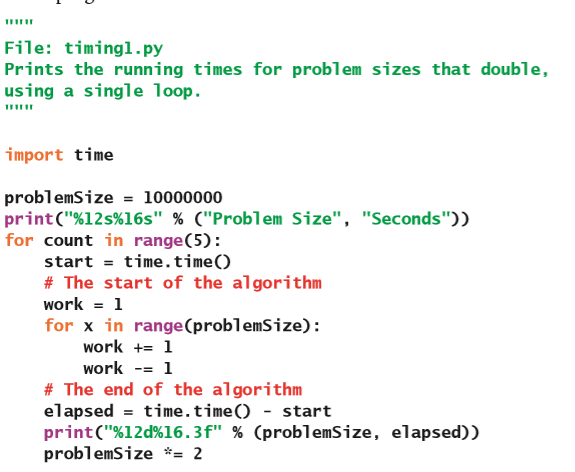 """
File: timing1.py
Prints the running times for problem sizes that double,
using a single loop.
"""
import time
problemSize = 10000000
print("%12s%16s" % ("Problem Size", "Seconds"))
for count in range(5):
    start = time.time()
    # The start of the algorithm
    work = 1
    for x in range(problemSize):
        work += 1
        work -= 1
    # The end of the algorithm
    elapsed = time.time() - start
    print("%12d%16.3f" % (problemSize, elapsed))
    problemSize *= 2